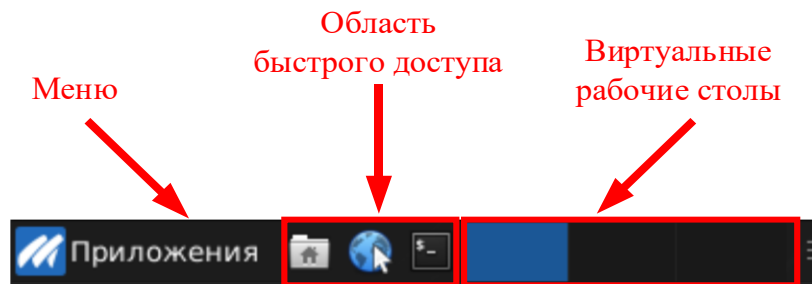 Область
быстрого доступа
Виртуальные
рабочие столы
Меню
Приложения
$_